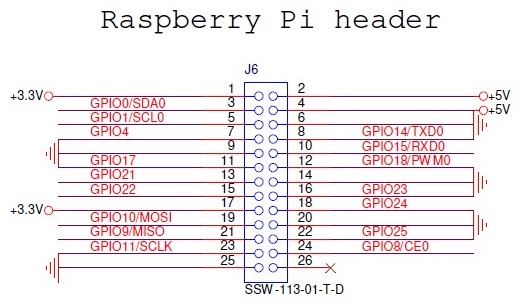 Raspberry Pi header
J6
+3.3V 1 2 +5V
GPIO0/SDA0 3 4 +5V
GPIO1/SCL0 5 6
GPIO4 7 8 GPIO14/TXD0
9 10 GPIO15/RXD0
GPIO17 11 12 GPIO18/PWM0
GPIO21 13 14
GPIO22 15 16 GPIO23
+3.3V 17 18 GPIO24
GPIO10/MOSI 19 20
GPIO9/MISO 21 22 GPIO25
GPIO11/SCLK 23 24 GPIO8/CE0
25 26
SSW-113-01-T-D